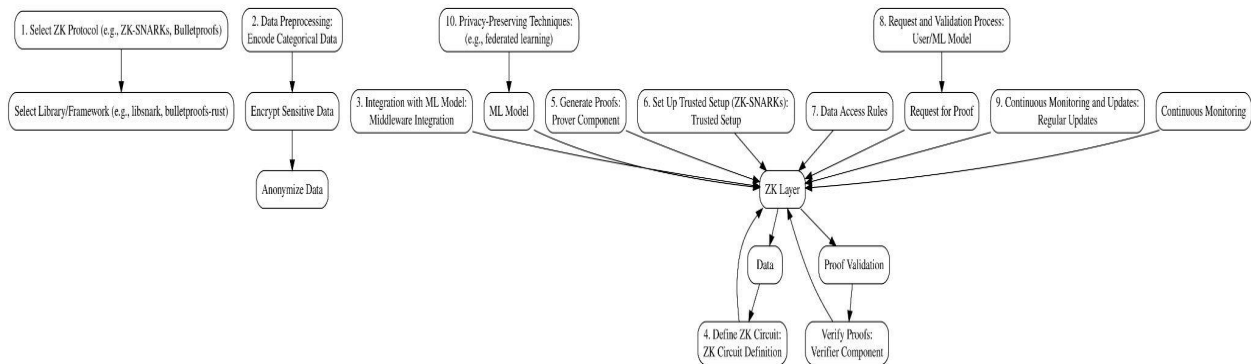 1. Select ZK Protocol (e.g., ZK-SNARKs, Bulletproofs)
2. Data Preprocessing:
Encode Categorical Data
10. Privacy-Preserving Techniques:
(e.g., federated learning)
8. Request and Validation Process:
User/ML Model
Select Library/Framework (e.g., libsnark, bulletproofs-rust)
Encrypt Sensitive Data
3. Integration with ML Model:
Middleware Integration
ML Model
5. Generate Proofs:
Prover Component
6. Set Up Trusted Setup (ZK-SNARKs):
Trusted Setup
7. Data Access Rules
Request for Proof
9. Continuous Monitoring and Updates:
Regular Updates
Continuous Monitoring
Anonymize Data
ZK Layer
Data
Proof Validation
4. Define ZK Circuit:
ZK Circuit Definition
Verify Proofs:
Verifier Component